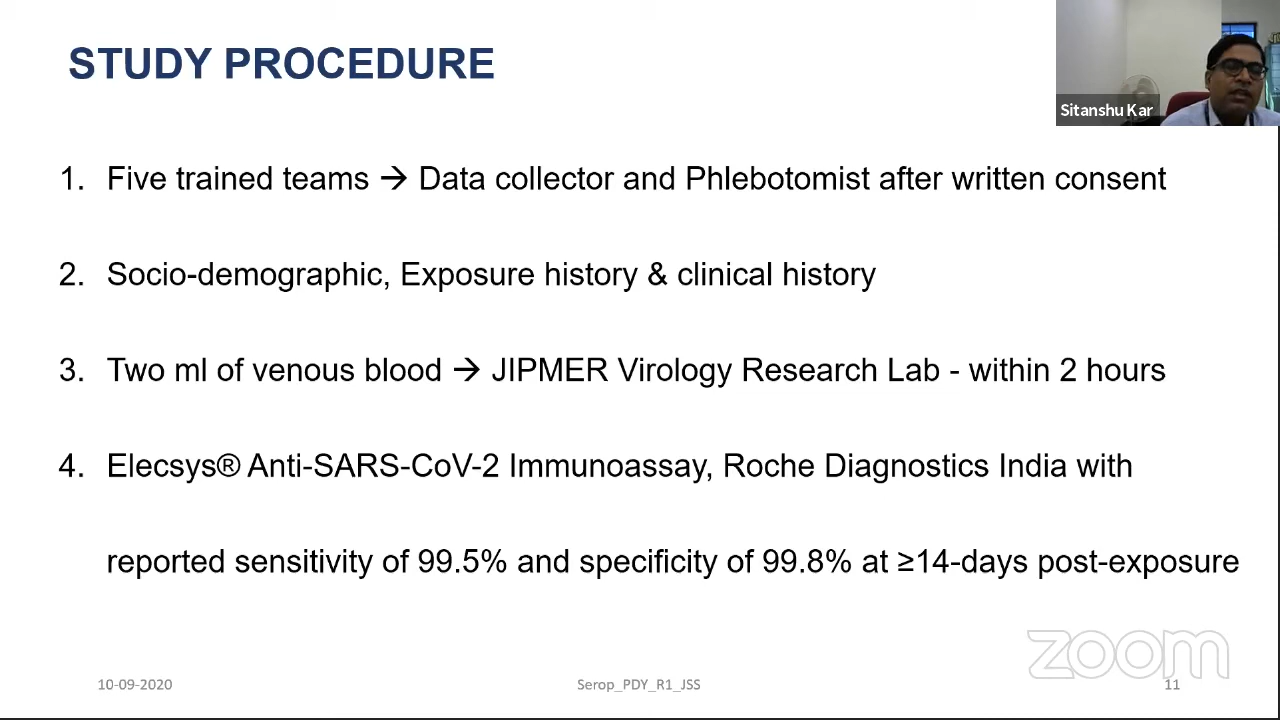 STUDY PROCEDURE
Sitanshu Kar
1. Five trained teams → Data collector and Phlebotomist after written consent
2. Socio-demographic, Exposure history & clinical history
3. Two ml of venous blood → JIPMER Virology Research Lab - within 2 hours
4. Elecsys® Anti-SARS-CoV-2 Immunoassay, Roche Diagnostics India with
reported sensitivity of 99.5% and specificity of 99.8% at ≥14-days post-exposure
zoom
10-09-2020
Serop_PDY_R1_JSS
11